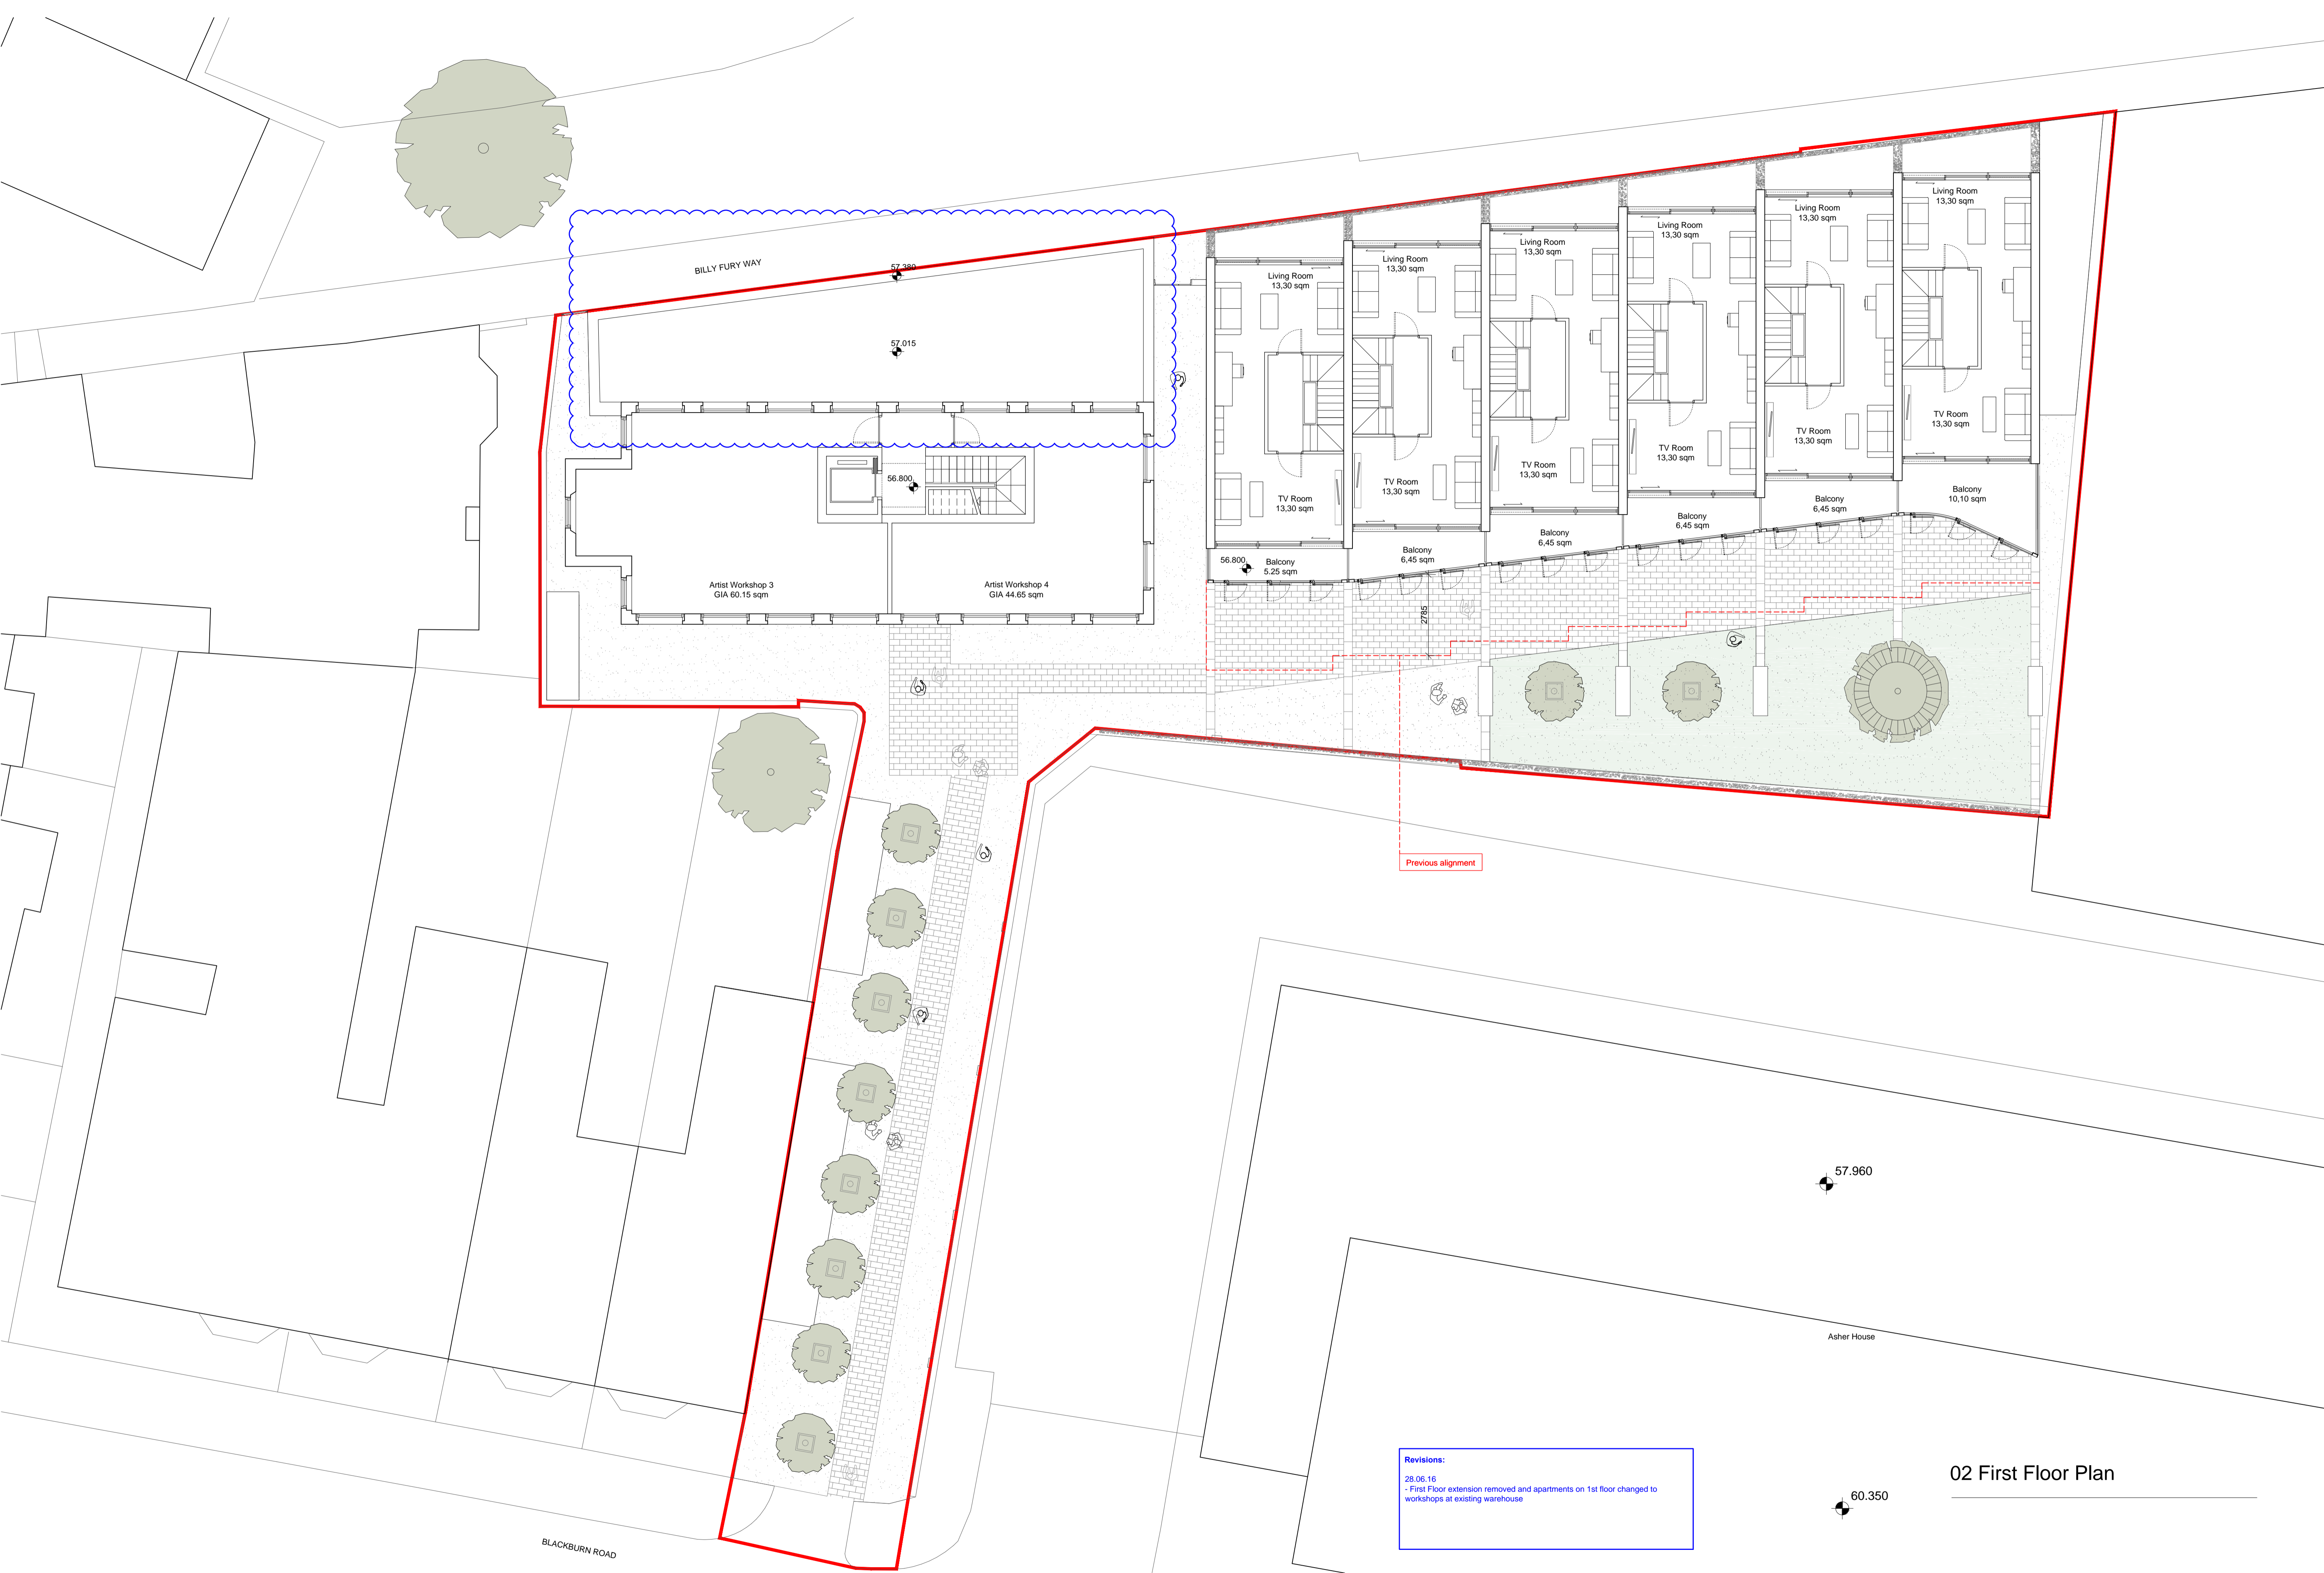 BILLY FURY WAY
57.380
57.015
56.800
Artist Workshop 3
GIA 60.15 sqm
Artist Workshop 4
GIA 44.65 sqm
Living Room
13,30 sqm
Living Room
13,30 sqm
Living Room
13,30 sqm
Living Room
13,30 sqm
Living Room
13,30 sqm
Living Room
13,30 sqm
TV Room
13,30 sqm
TV Room
13,30 sqm
TV Room
13,30 sqm
TV Room
13,30 sqm
TV Room
13,30 sqm
TV Room
13,30 sqm
56.800
Balcony
5.25 sqm
Balcony
6,45 sqm
Balcony
6,45 sqm
Balcony
6,45 sqm
Balcony
6,45 sqm
Balcony
10,10 sqm
2785
Previous alignment
57.960
Asher House
60.350
BLACKBURN ROAD
Revisions:
28.06.16
- First Floor extension removed and apartments on 1st floor changed to
workshops at existing warehouse
02 First Floor Plan